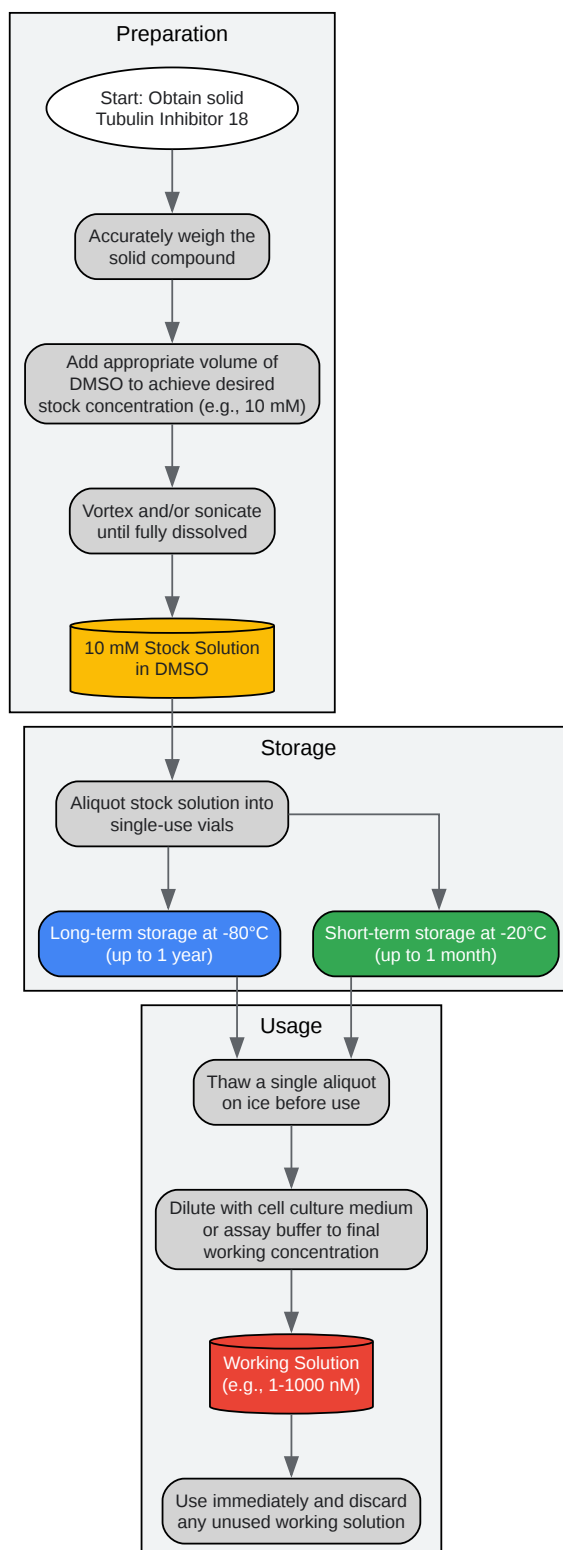 Preparation
Start: Obtain solid
Tubulin Inhibitor 18
Accurately weigh the
solid compound
Add appropriate volume of
DMSO to achieve desired
stock concentration (e.g., 10 mM)
Vortex and/or sonicate
until fully dissolved
10 mM Stock Solution
in DMSO
Storage
Aliquot stock solution into
single-use vials
Long-term storage at -80°C
(up to 1 year)
Short-term storage at -20°C
(up to 1 month)
Usage
Thaw a single aliquot
on ice before use
Dilute with cell culture medium
or assay buffer to final
working concentration
Working Solution
(e.g., 1-1000 nM)
Use immediately and discard
any unused working solution